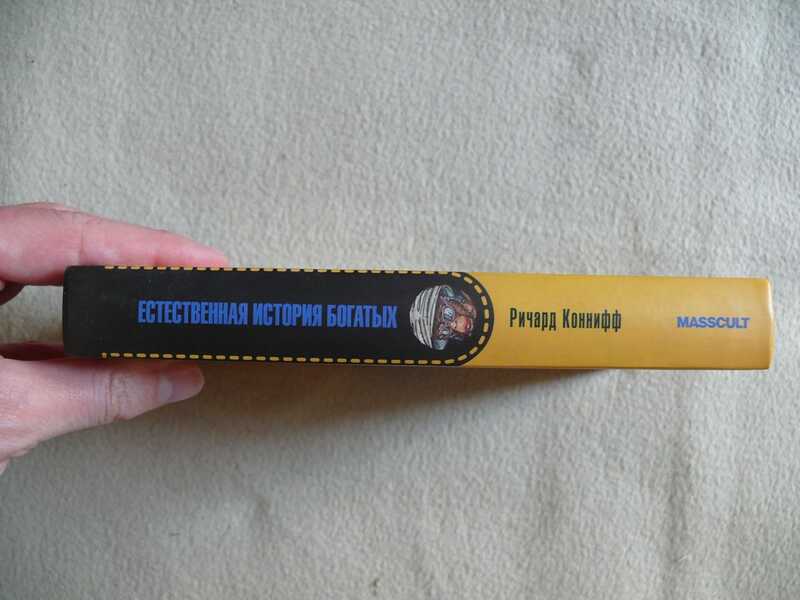 ЕСТЕСТВЕННАЯ ИСТОРИЯ БОГАТЫХ
Ричард Коннифф
MASSCULT